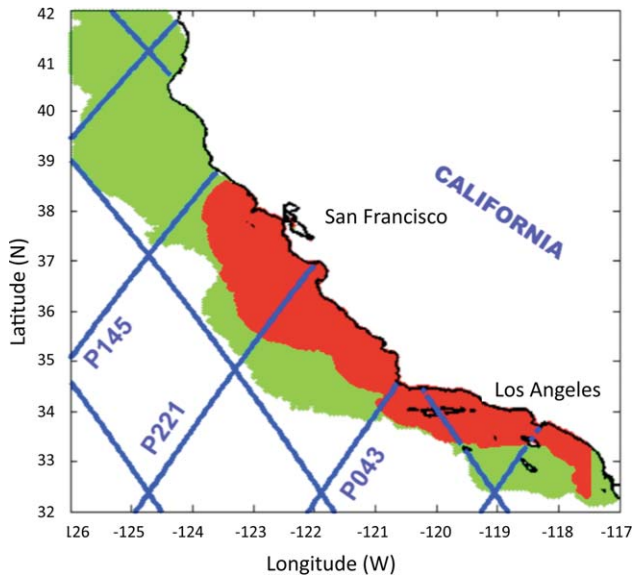 42
41
40
39
38
37
36
35
34
33
32
Latitude (N)
CALIFORNIA
San Francisco
Los Angeles
P145
P221
P043
126 -125 -124 -123 -122 -121 -120 -119 -118 -117
Longitude (W)